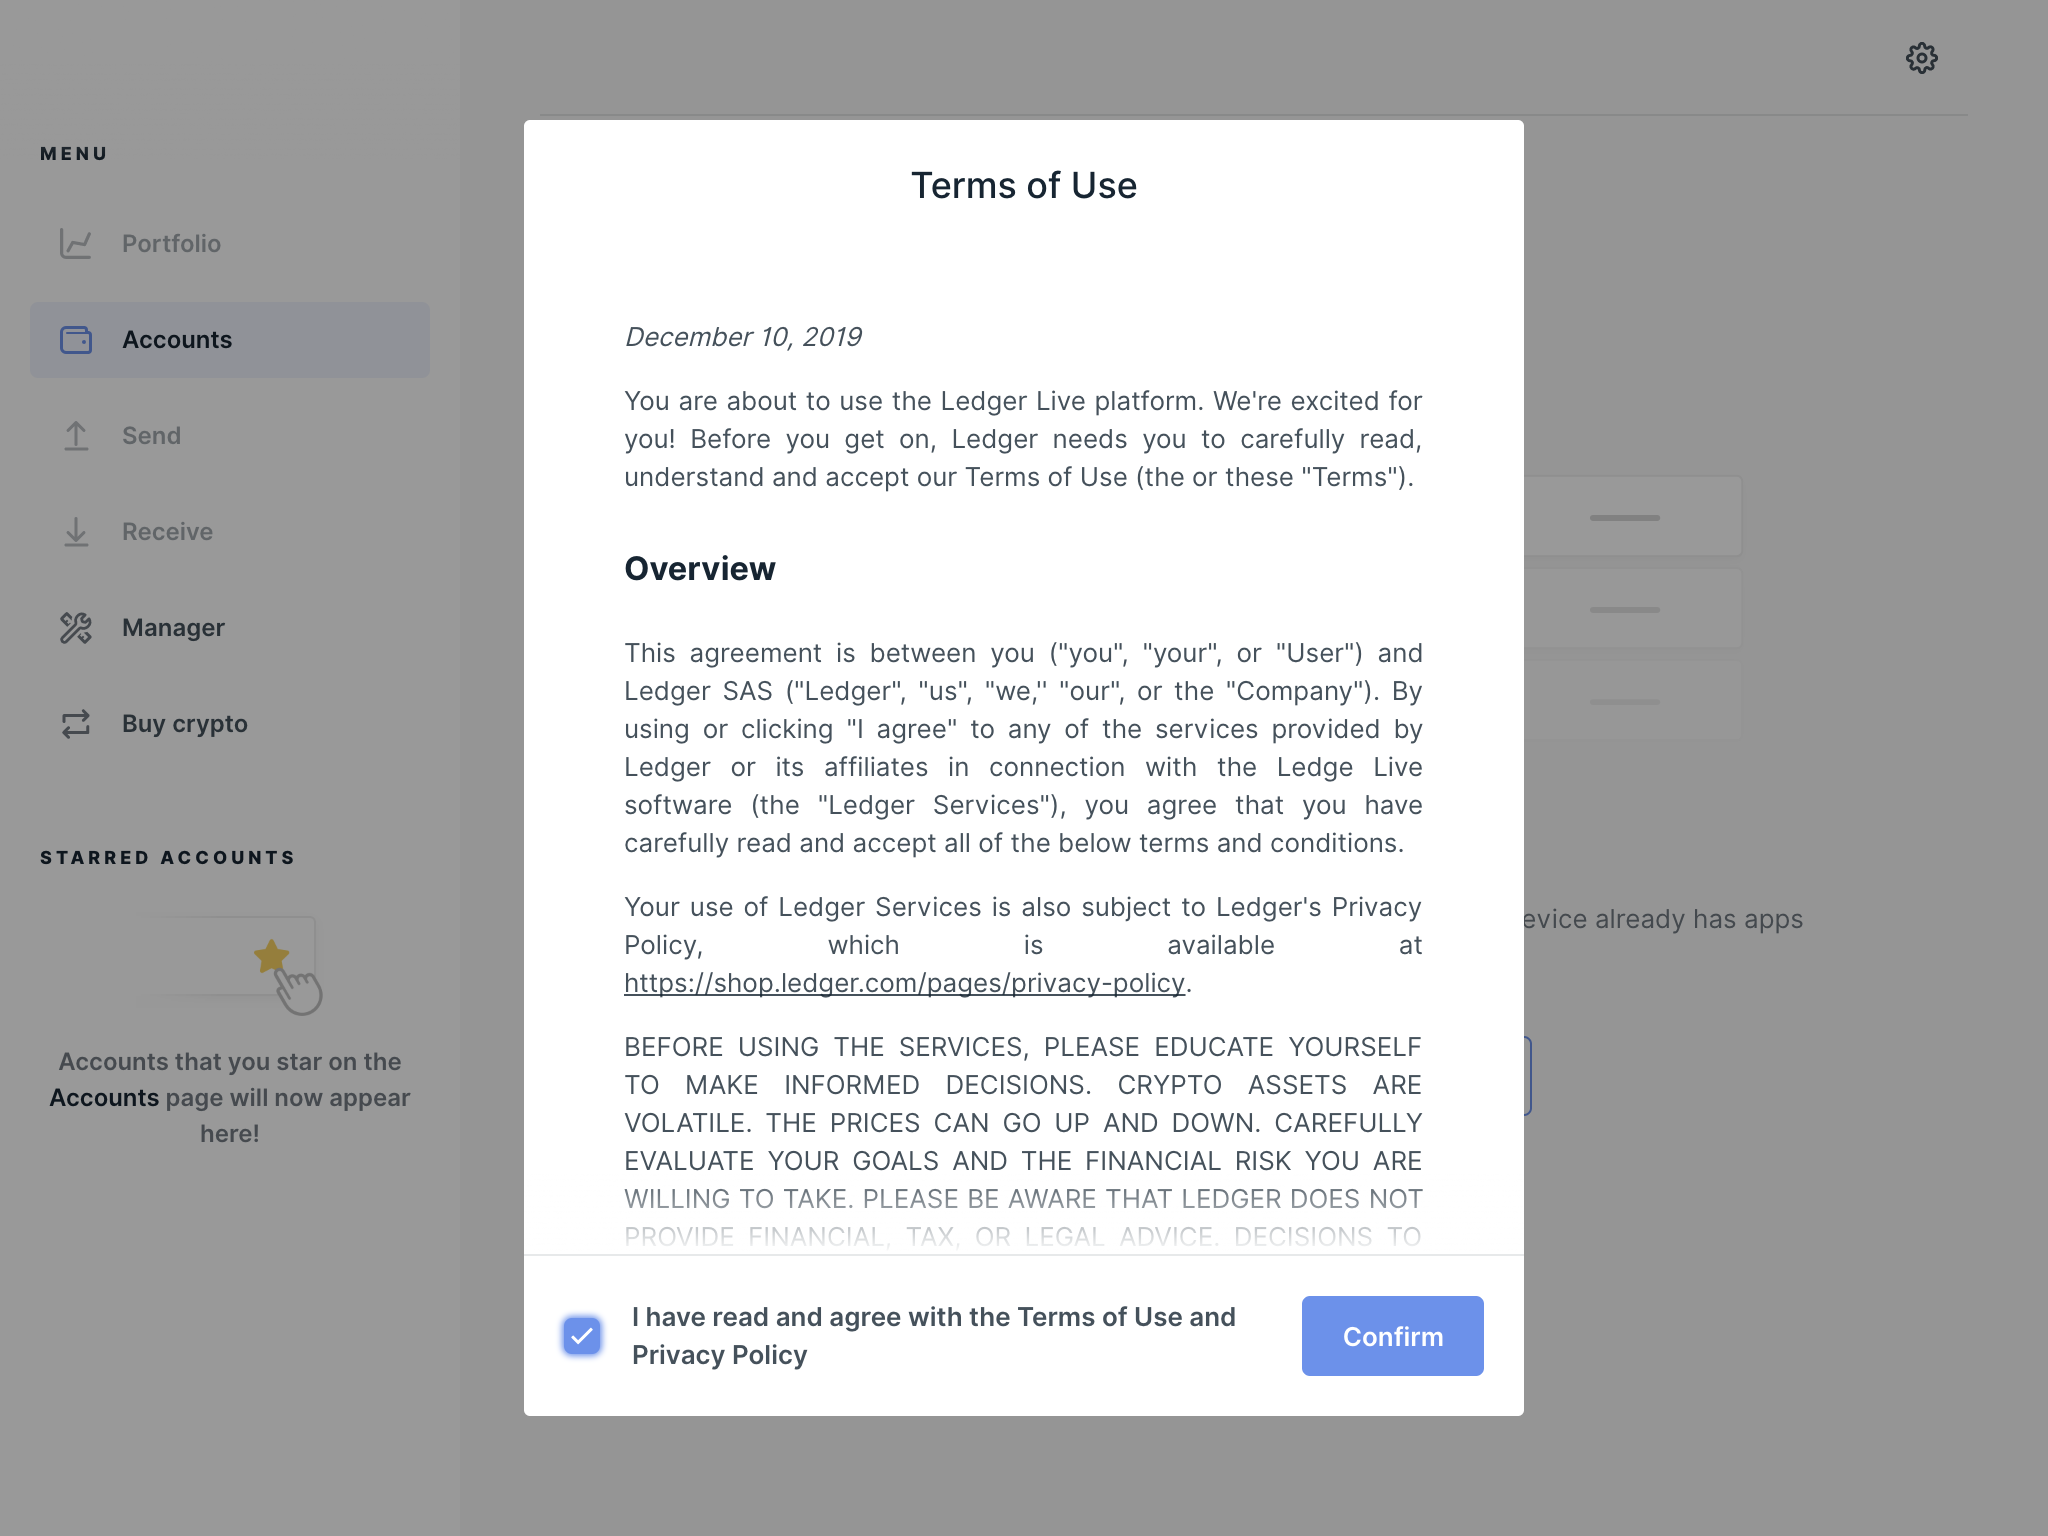 MENU
Portfolio
Accounts
Send
Receive
Manager
Buy crypto
STARRED ACCOUNTS
Accounts that you star on the
Accounts page will now appear
here!
Terms of Use
December 10, 2019
You are about to use the Ledger Live platform. We're excited for
you! Before you get on, Ledger needs you to carefully read,
understand and accept our Terms of Use (the or these "Terms").
Overview
This agreement is between you ("you", "your", or "User") and
Ledger SAS ("Ledger", "us", "we,'' "our", or the "Company"). By
using or clicking "I agree" to any of the services provided by
Ledger or its affiliates in connection with the Ledge Live
software (the "Ledger Services"), you agree that you have
carefully read and accept all of the below terms and conditions.
Your use of Ledger Services is also subject to Ledger's Privacy
Policy, which is available at
https://shop.ledger.com/pages/privacy-policy.
BEFORE USING THE SERVICES, PLEASE EDUCATE YOURSELF
TO MAKE INFORMED DECISIONS. CRYPTO ASSETS ARE
VOLATILE. THE PRICES CAN GO UP AND DOWN. CAREFULLY
EVALUATE YOUR GOALS AND THE FINANCIAL RISK YOU ARE
WILLING TO TAKE. PLEASE BE AWARE THAT LEDGER DOES NOT
PROVIDE FINANCIAL, TAX, OR LEGAL ADVICE. DECISIONS TO
I have read and agree with the Terms of Use and
Privacy Policy
Confirm
evice already has apps